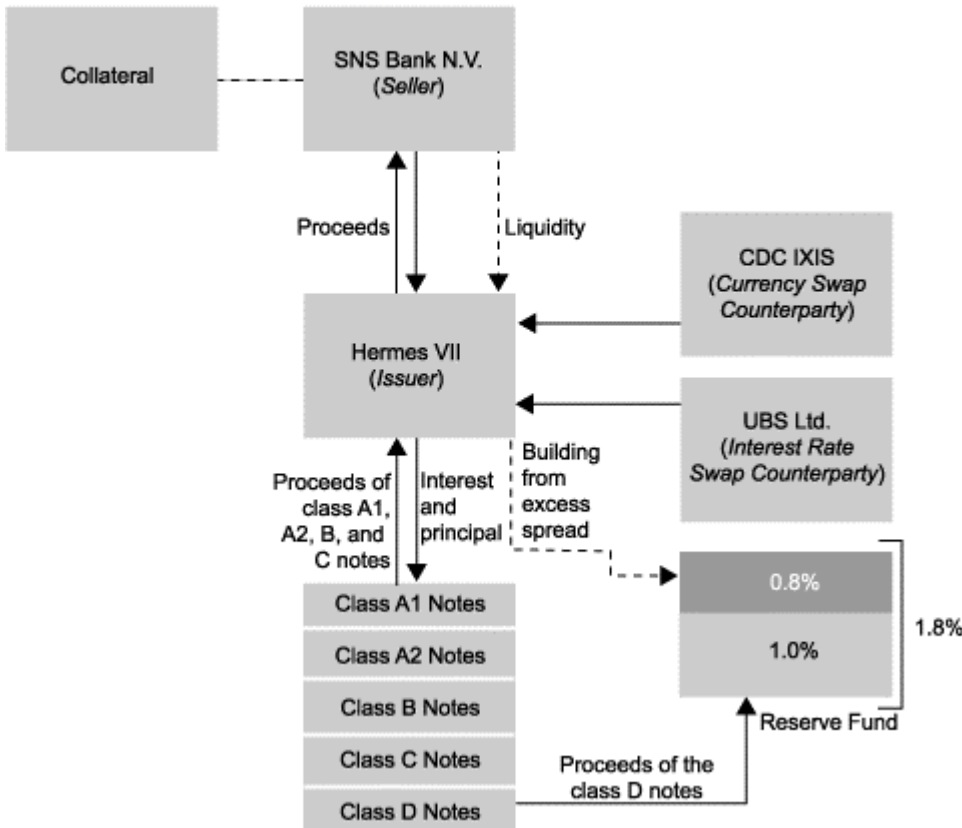 Collateral
SNS Bank N.V.
(Seller)
Proceeds
Liquidity
CDC IXIS
(Currency Swap
Counterparty)
Hermes VII
(Issuer)
UBS Ltd.
(Interest Rate
Swap Counterparty)
Proceeds of
class A1,
A2, B, and
C notes
Interest
and
principal
Building
from
excess
spread
0.8%
1.0%
1.8%
Reserve Fund
Class A1 Notes
Class A2 Notes
Class B Notes
Class C Notes
Class D Notes
Proceeds of the
class D notes